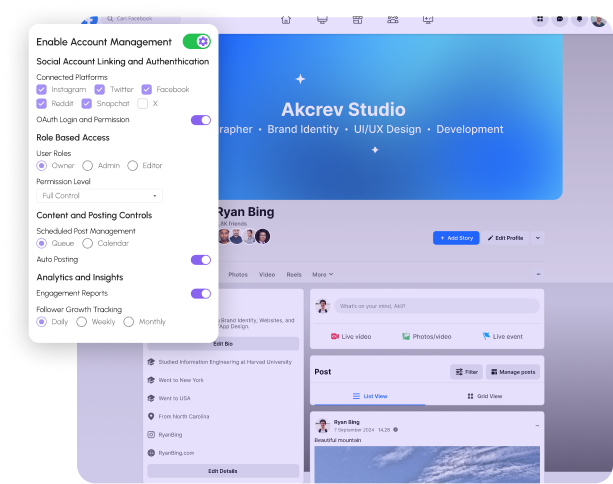 Cari Facebook
Enable Account Management
Social Account Linking and Authenthication
Connected Platforms
Instagram Twitter Facebook
Reddit Snapchat X
OAuth Login and Permission
Role Based Access
User Roles
Owner Admin Editor
Permission Level
Full Control
Content and Posting Controls
Scheduled Post Management
Queue Calendar
Auto Posting
Analytics and Insights
Engagement Reports
Follower Growth Tracking
Daily Weekly Monthly
Akcrev Studio
rapher • Brand Identity • UI/UX Design • Development
Ryan Bing
8K friends
+ Add Story
Edit Profile
Photos Video Reels More
Brand Identity, Websites, and
App Design.
Edit Bio
Studied Information Engineering at Harved University
Went to New York
Went to USA
From North Carolina
RyanBing
RyanBing.com
Edit Details
What's on your mind, Akif?
Live video Photos/video Live event
Post
Filter
Manage posts
List View Grid View
Ryan Bing
7 September 2024 14.28
Beautiful mountain